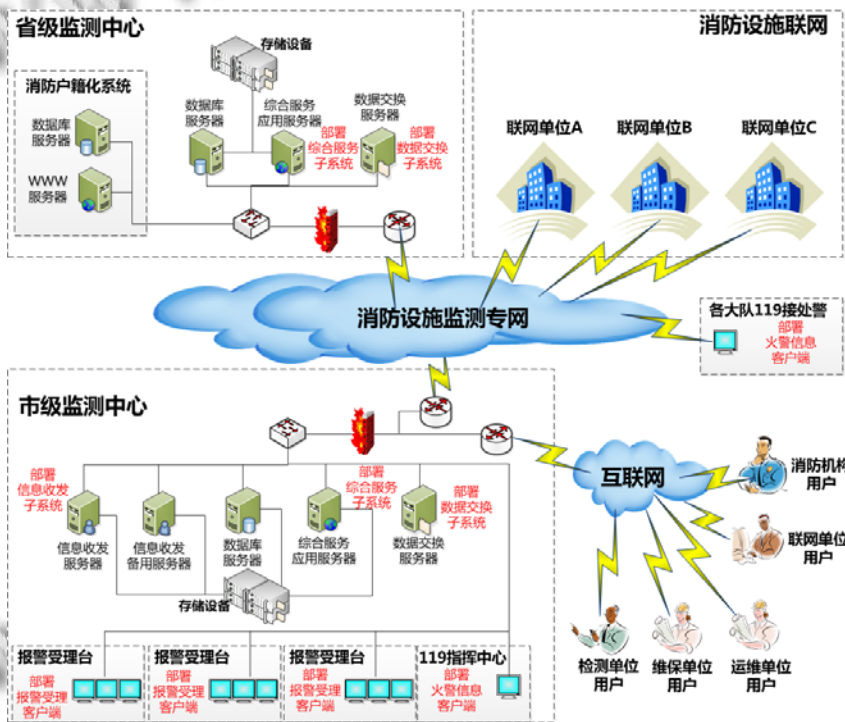 省级监测中心
存储设备
消防户籍化系统
数据库
服务器
WWW
服务器
数据库
服务器
综合服务
应用服务器
部署
综合服务
子系统
数据交换
服务器
部署
数据交换
子系统
消防设施联网
联网单位A
联网单位B
联网单位C
消防设施监测专网
各大队119接处警
部署
火警信息
客户端
市级监测中心
部署
信息收发
子系统
信息收发
服务器
信息收发
备用服务器
数据库
服务器
部署
综合服务
子系统
综合服务
应用服务器
部署
数据交换
子系统
数据交换
服务器
存储设备
报警受理台
部署
报警受理
客户端
报警受理台
部署
报警受理
客户端
报警受理台
部署
报警受理
客户端
119指挥中心
部署
火警信息
客户端
互联网
消防机构
用户
联网单位
用户
检测单位
用户
维保单位
用户
运维单位
用户